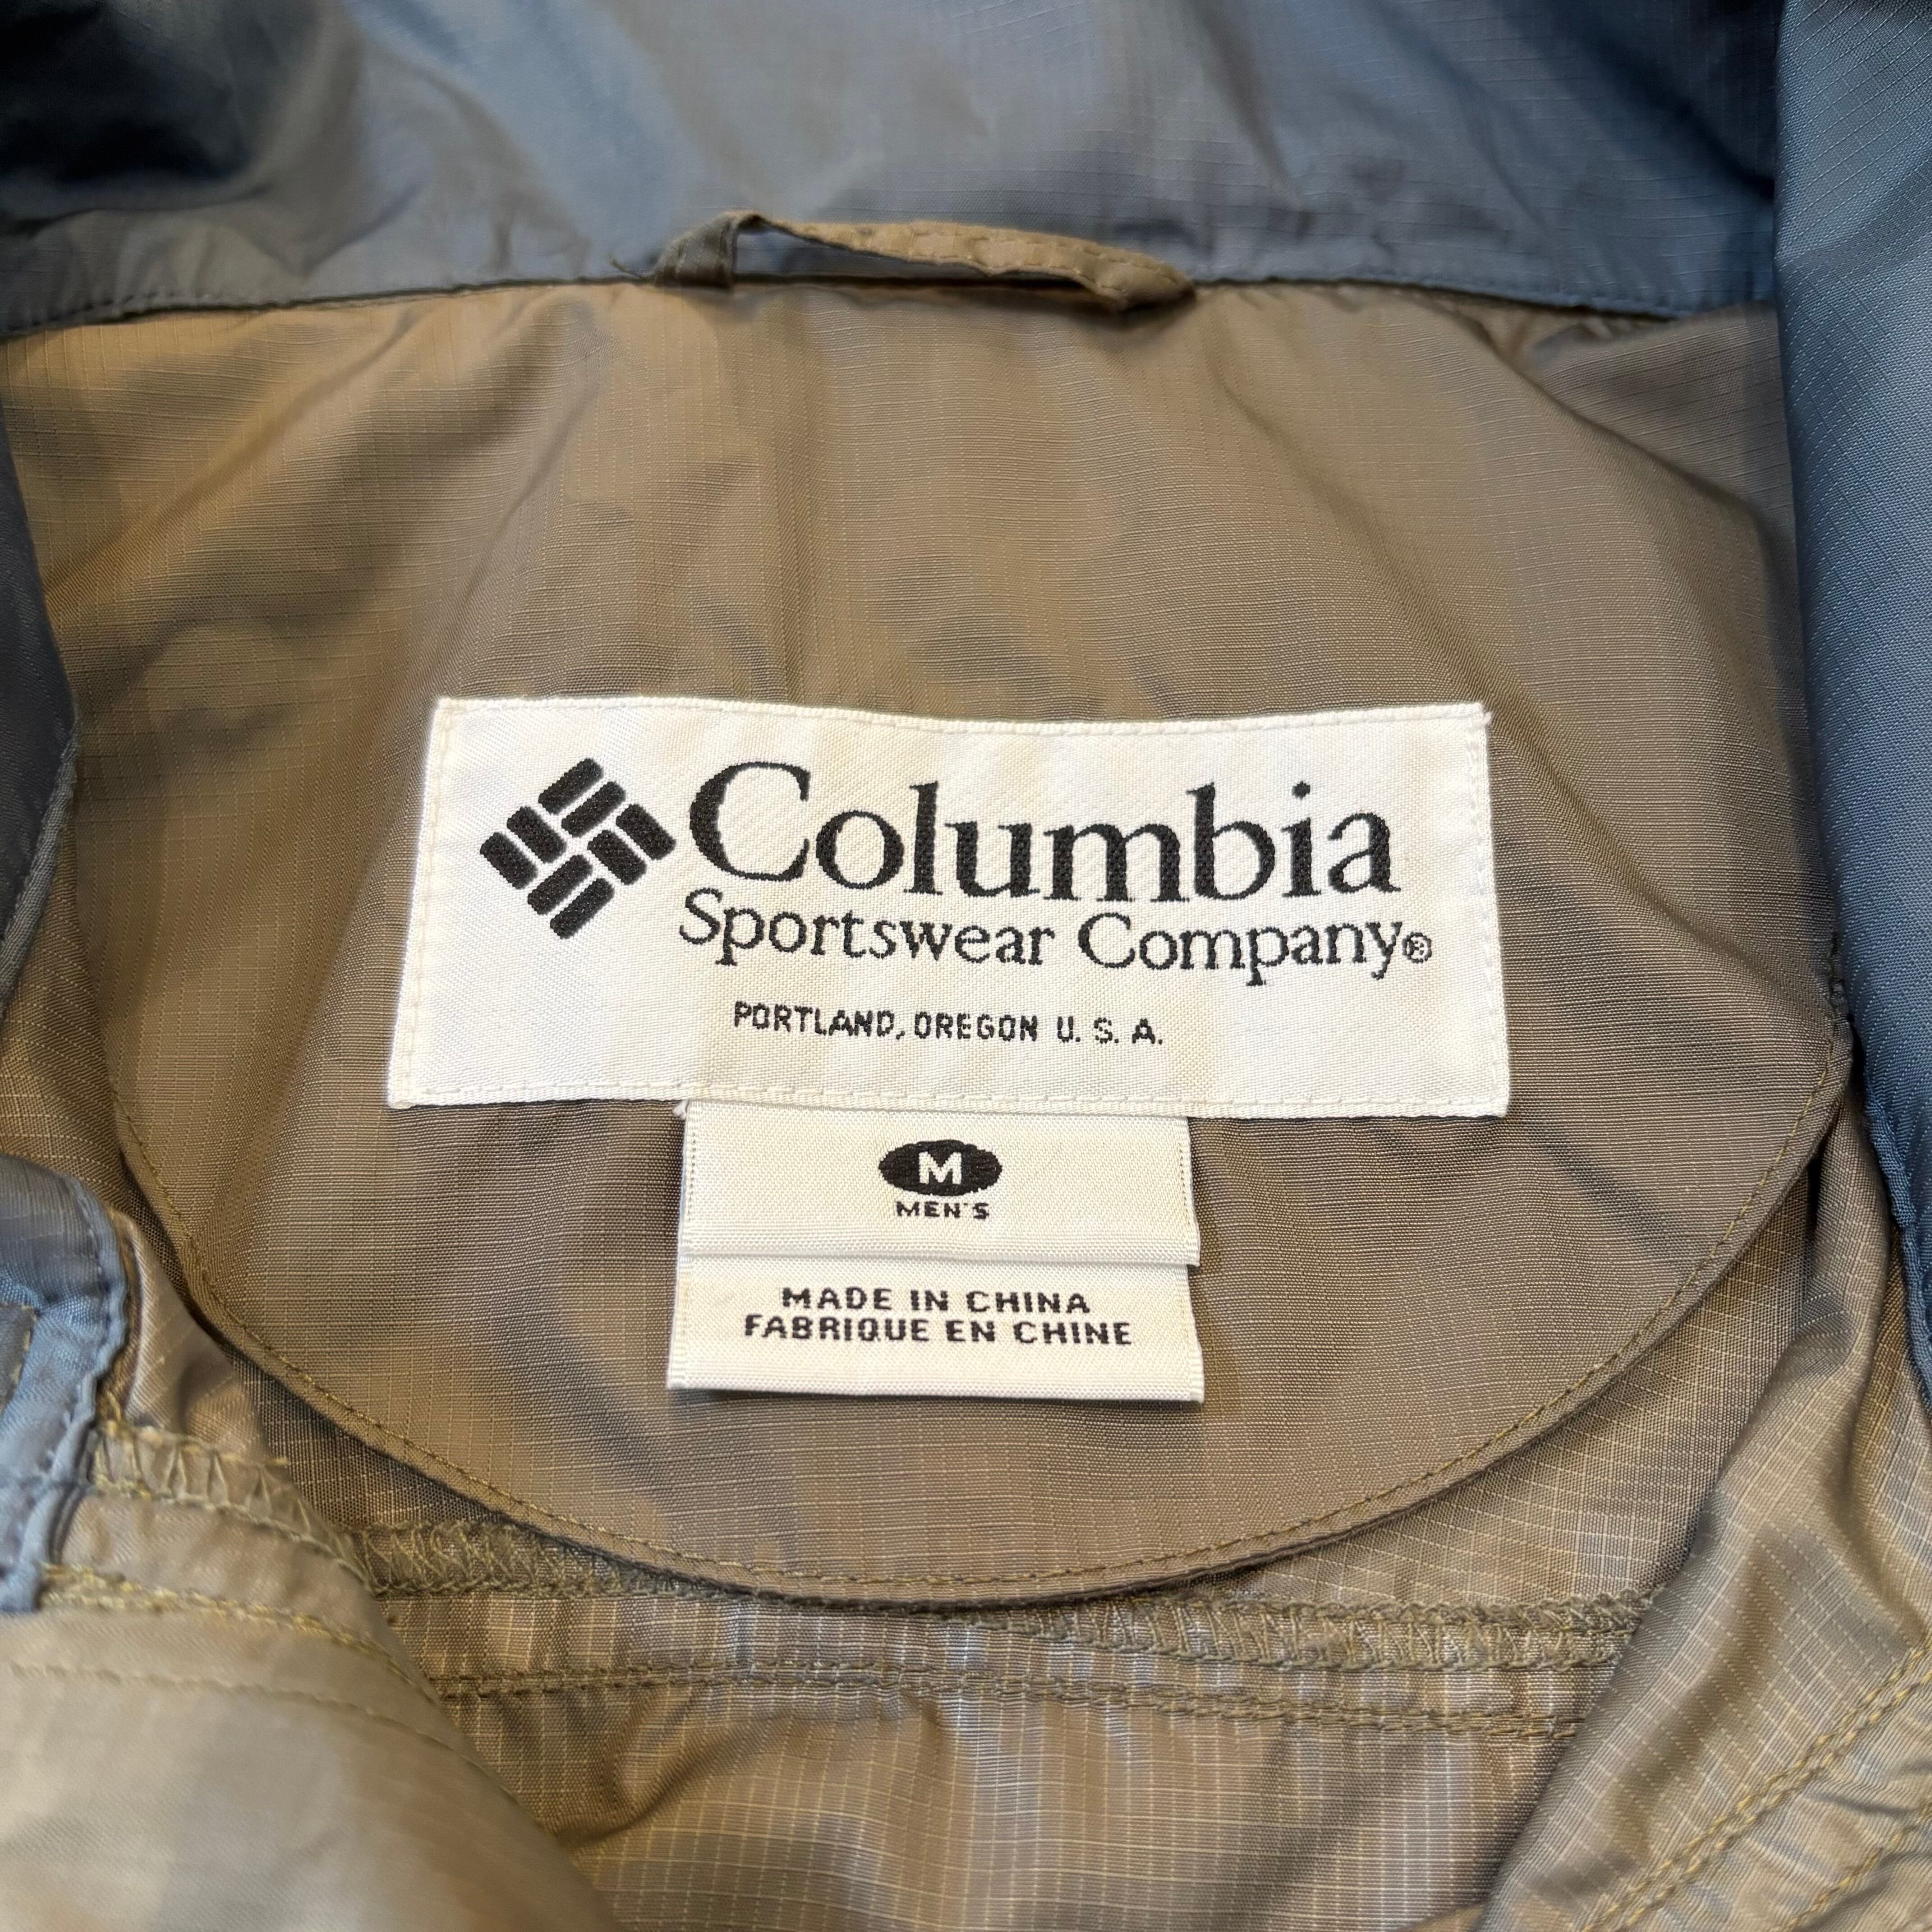 Columbia
Sportswear Company®
PORTLAND, OREGON U. S. A.
M
MEN'S
MADE IN CHINA
FABRIQUE EN CHINE